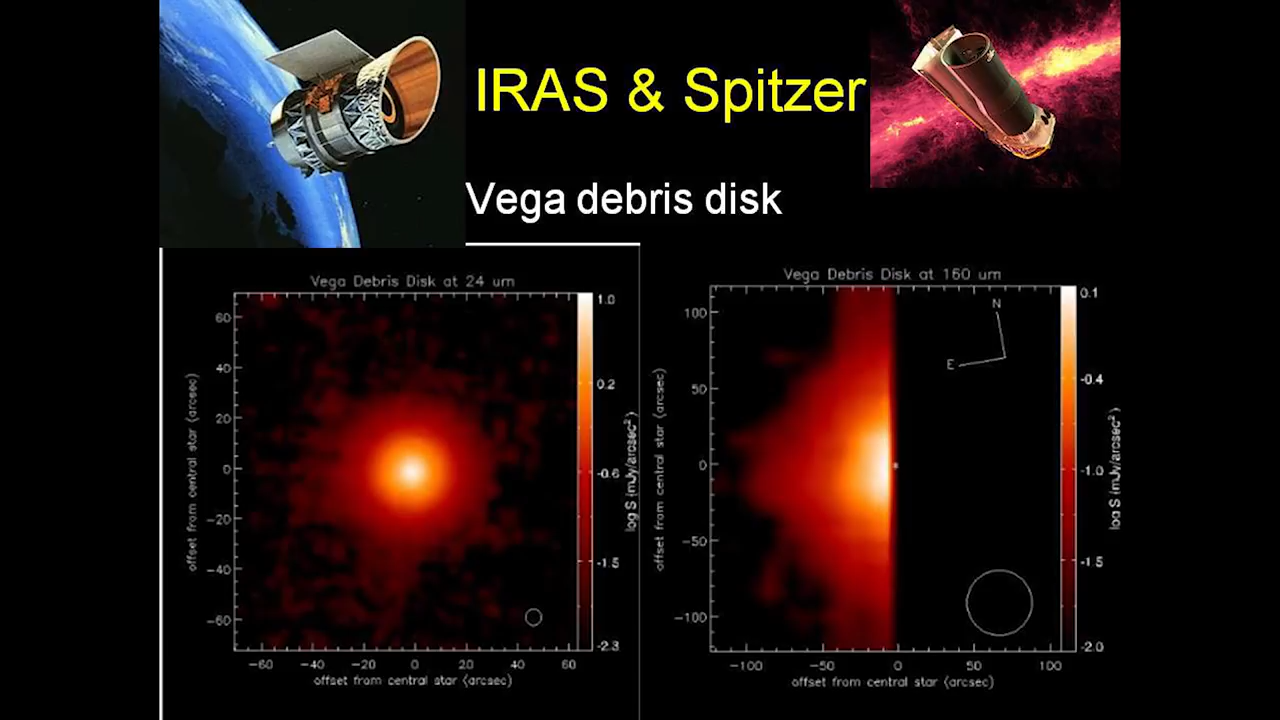 IRAS & Spitzer
Vega debris disk
Vega Debris Disk at 24 um
60
40
20
0
-20
-40
-60
offset from central star (arcsec)
-60 -40 -20 0 20 40 60
offset from central star (arcsec)
1.0
0.2
-0.6
-1.5
-2.3
log S (mJy/arcsec²)
Vega Debris Disk at 160 um
100
50
0
-50
-100
offset from central star (arcsec)
-100 -50 0 50 100
offset from central star (arcsec)
N
E
0.1
-0.4
-1.0
-1.5
-2.0
log S (mJy/arcsec²)